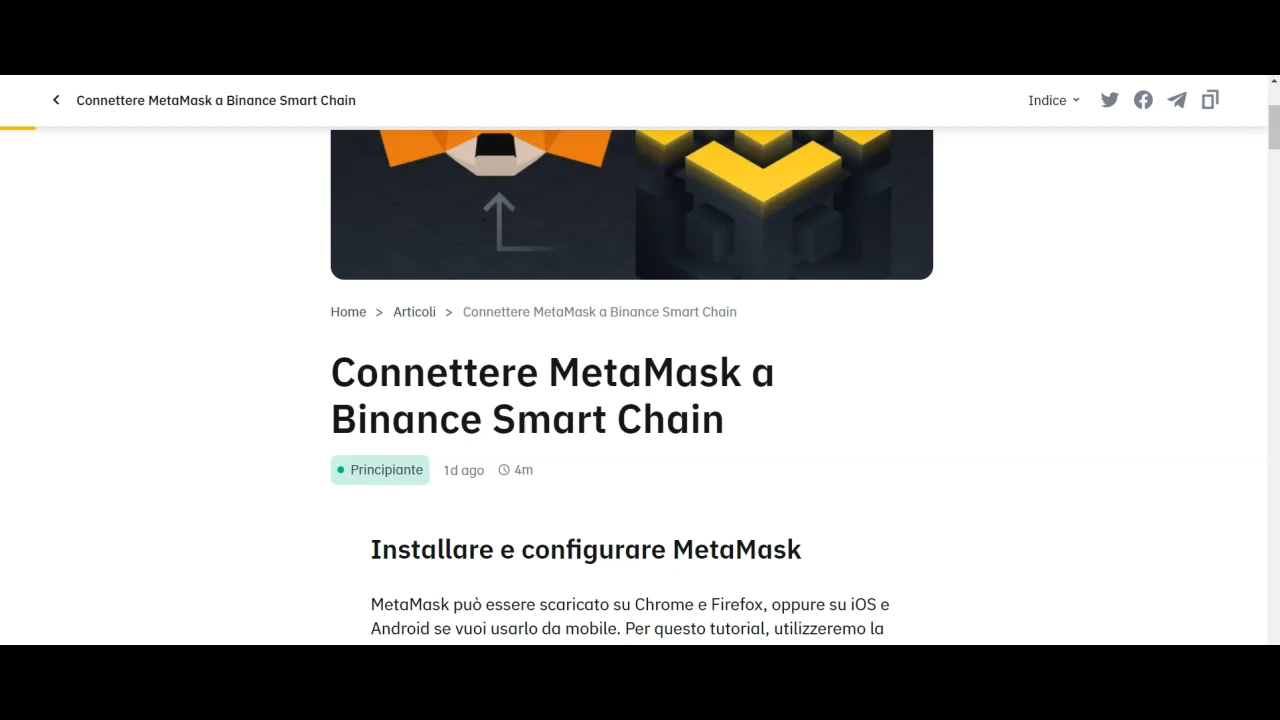 Connettere MetaMask a Binance Smart Chain
Indice
Home > Articoli > Connettere MetaMask a Binance Smart Chain
Connettere MetaMask a
Binance Smart Chain
Principiante 1d ago 4m
Installare e configurare MetaMask
MetaMask può essere scaricato su Chrome e Firefox, oppure su iOS e
Android se vuoi usarlo da mobile. Per questo tutorial, utilizzeremo la